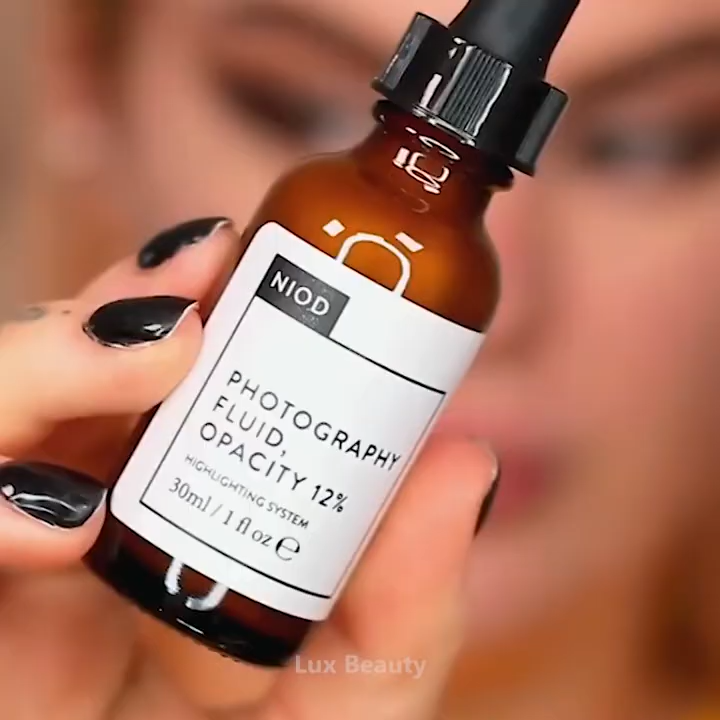 NIOD
PHOTOGRAPHY
FLUID,
OPACITY 12%
HIGHLIGHTING SYSTEM
30ml / 1 fl oz ℮
Lux Beauty